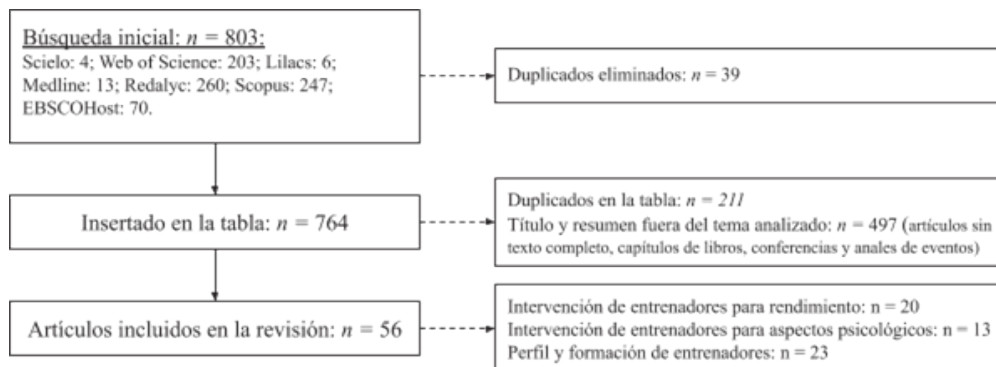 Búsqueda inicial: n = 803:
Scielo: 4; Web of Science: 203; Lilacs: 6;
Medline: 13; Redalyc: 260; Scopus: 247;
EBSCOHost: 70.
Duplicados eliminados: n = 39
Insertado en la tabla: n = 764
Duplicados en la tabla: n = 211
Título y resumen fuera del tema analizado: n = 497 (artículos sin
texto completo, capítulos de libros, conferencias y anales de eventos)
Artículos incluidos en la revisión: n = 56
Intervención de entrenadores para rendimiento: n = 20
Intervención de entrenadores para aspectos psicológicos: n = 13
Perfil y formación de entrenadores: n = 23